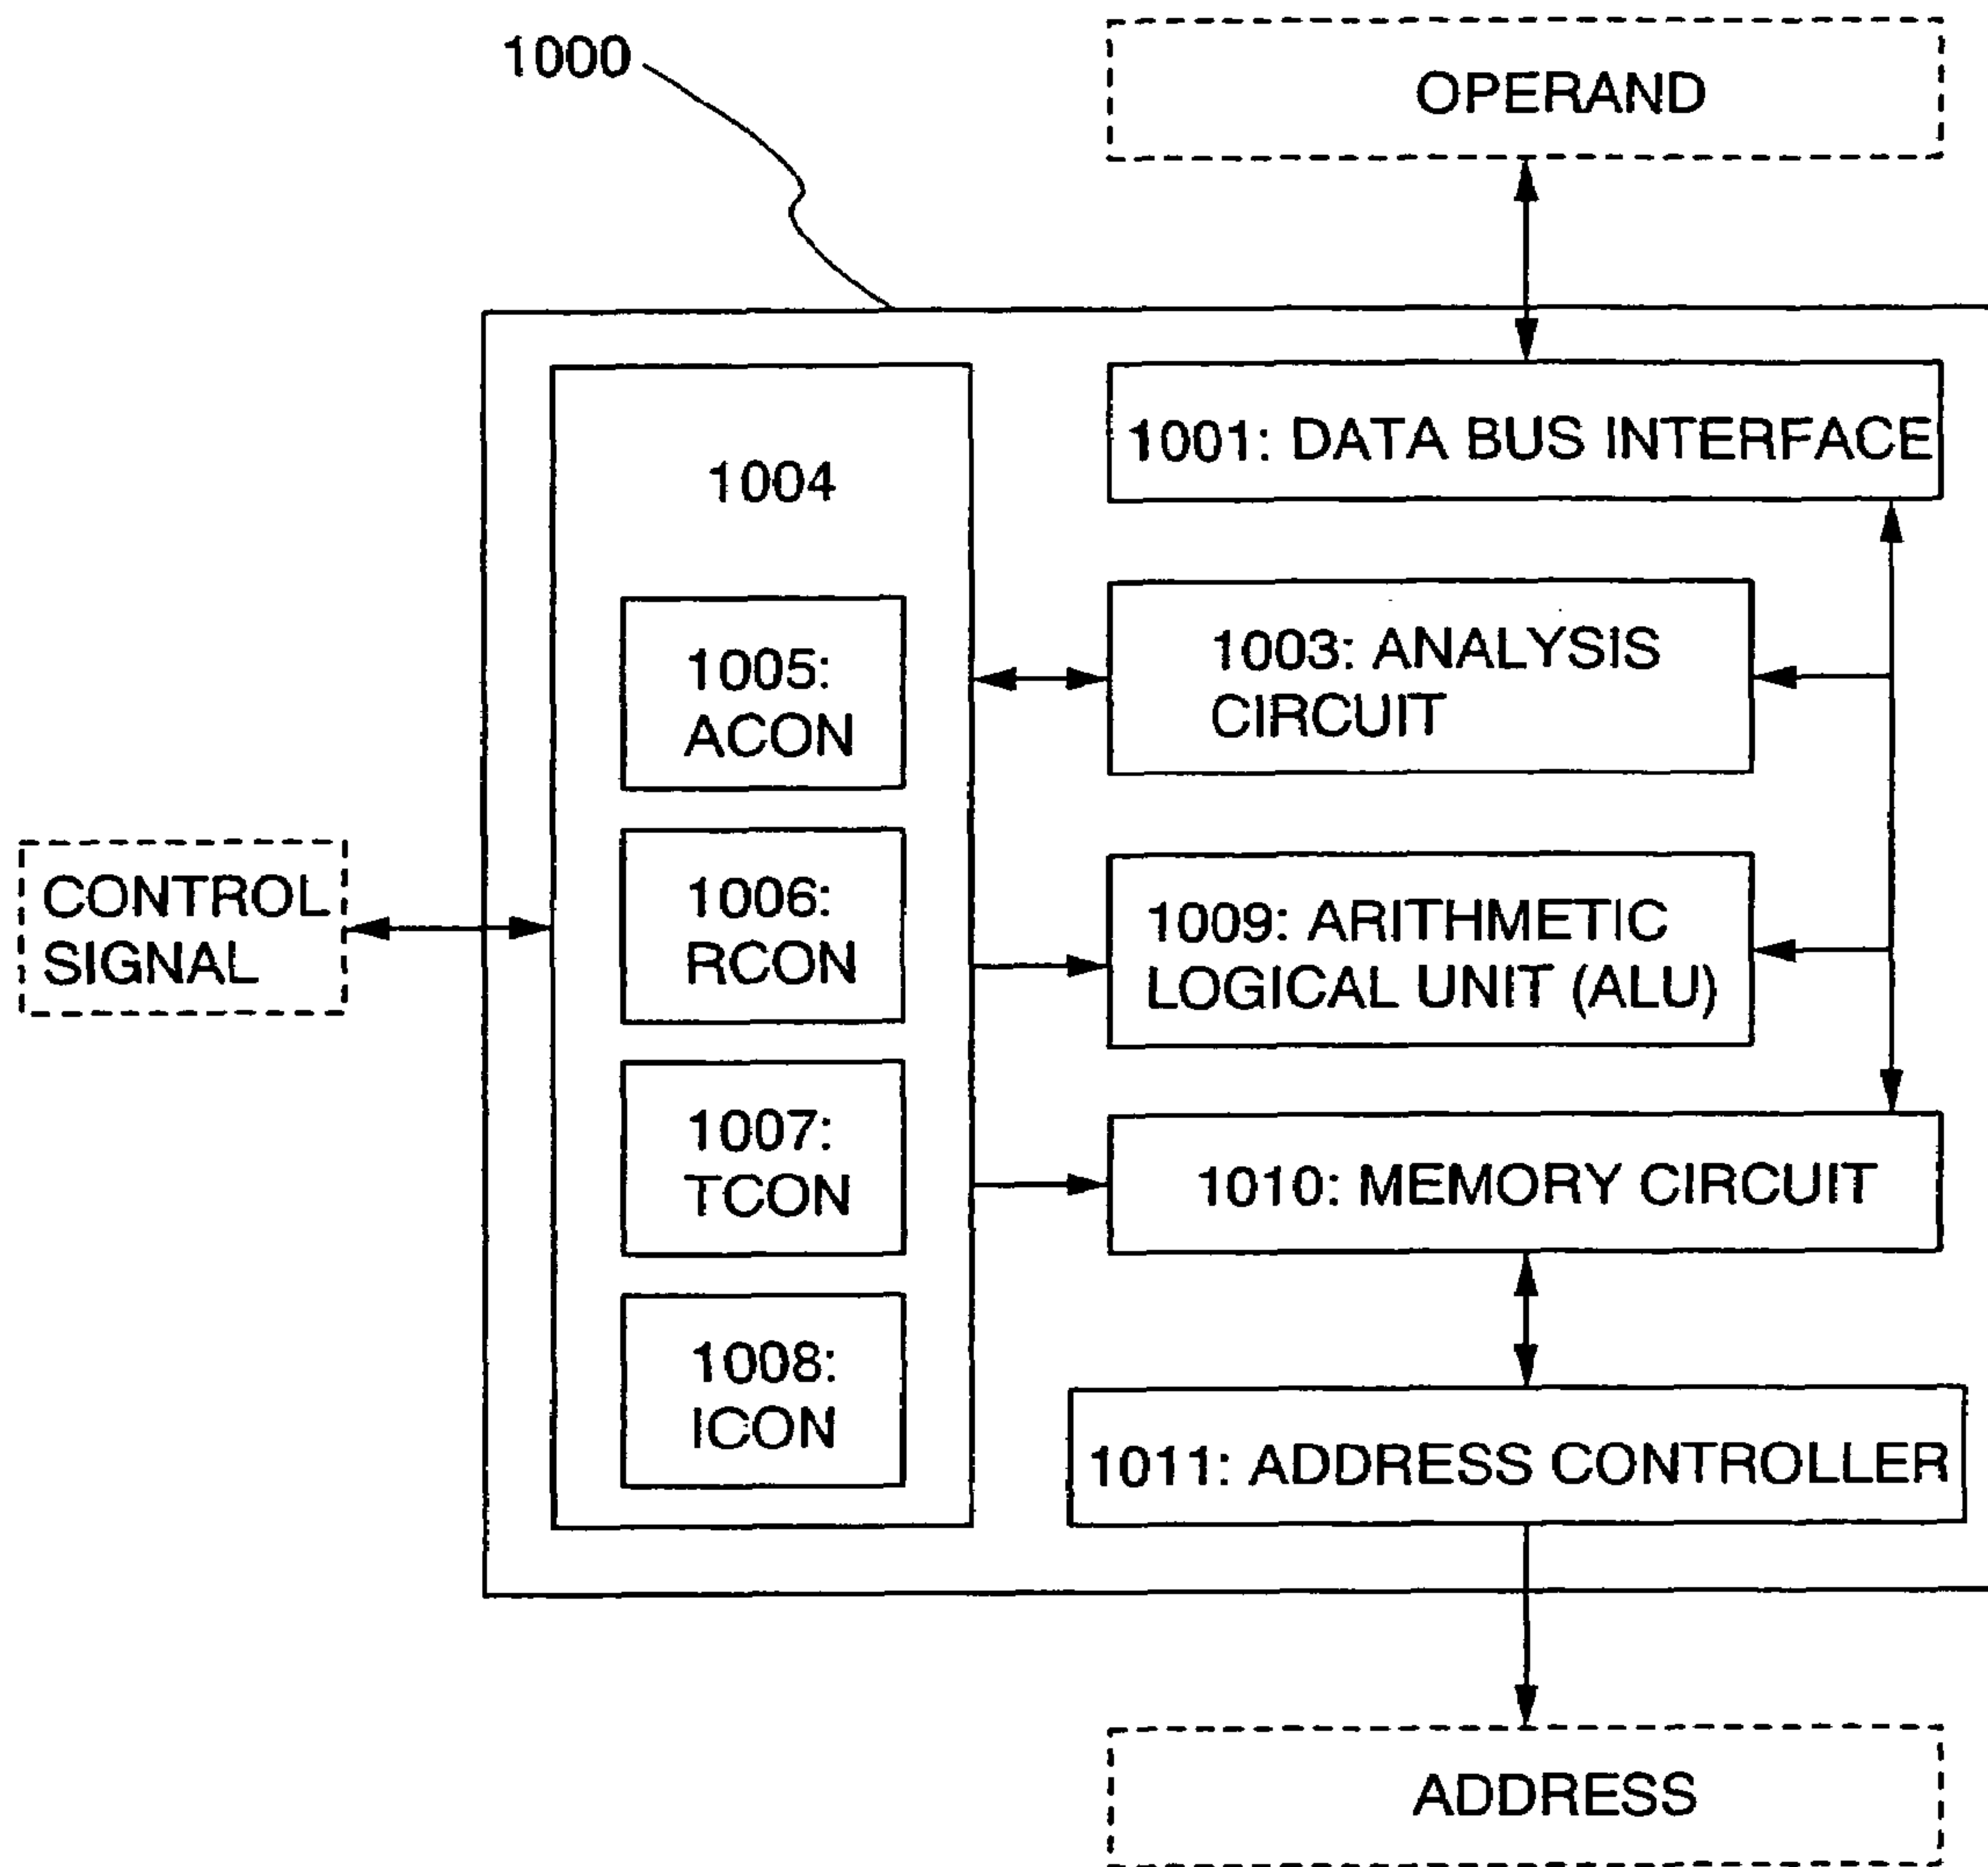 1000
OPERAND
1001: DATA BUS INTERFACE
1004
1003: ANALYSIS
CIRCUIT
1005:
ACON
CONTROL
SIGNAL
1006:
RCON
1009: ARITHMETIC
LOGICAL UNIT (ALU)
1007:
TCON
1010: MEMORY CIRCUIT
1008:
ICON
1011: ADDRESS CONTROLLER
ADDRESS